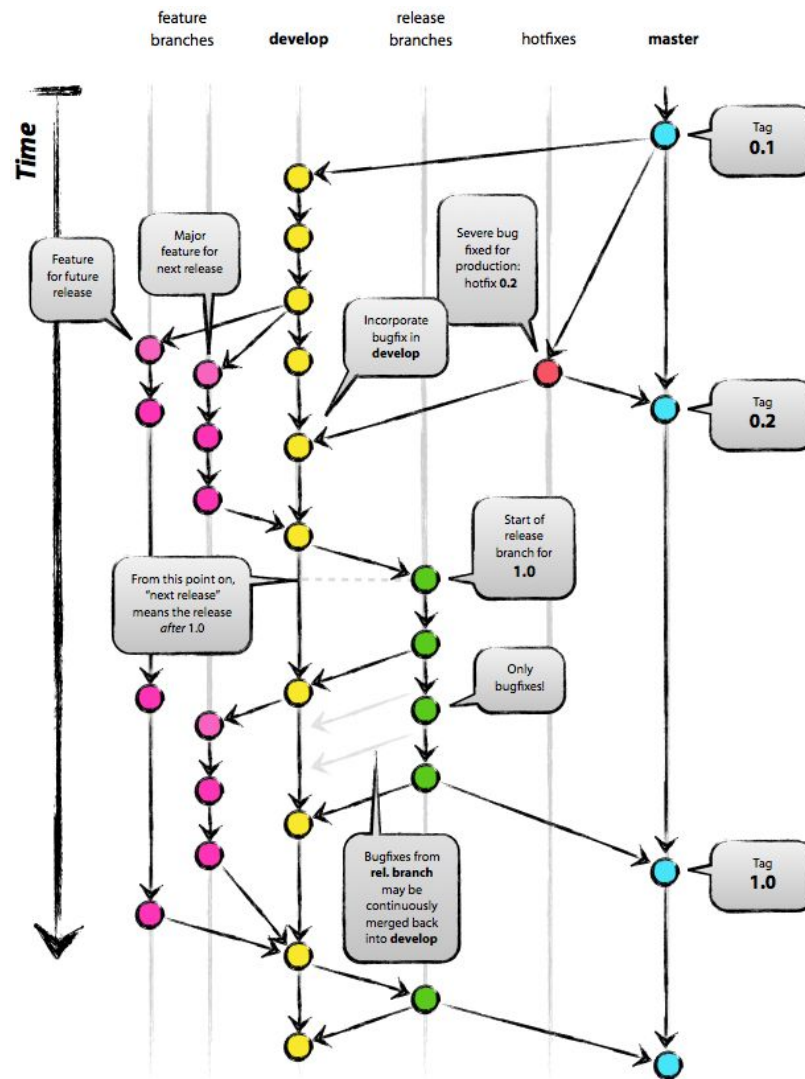 feature
branches
develop
release
branches
hotfixes
master
Time
Tag
0.1
Major
feature for
next release
Severe bug
fixed for
production:
hotfix 0.2
Feature
for future
release
Incorporate
bugfix in
develop
Tag
0.2
Start of
release
branch for
1.0
From this point on,
“next release”
means the release
after 1.0
Only
bugfixes!
Bugfixes from
rel. branch
may be
continuously
merged back
into develop
Tag
1.0